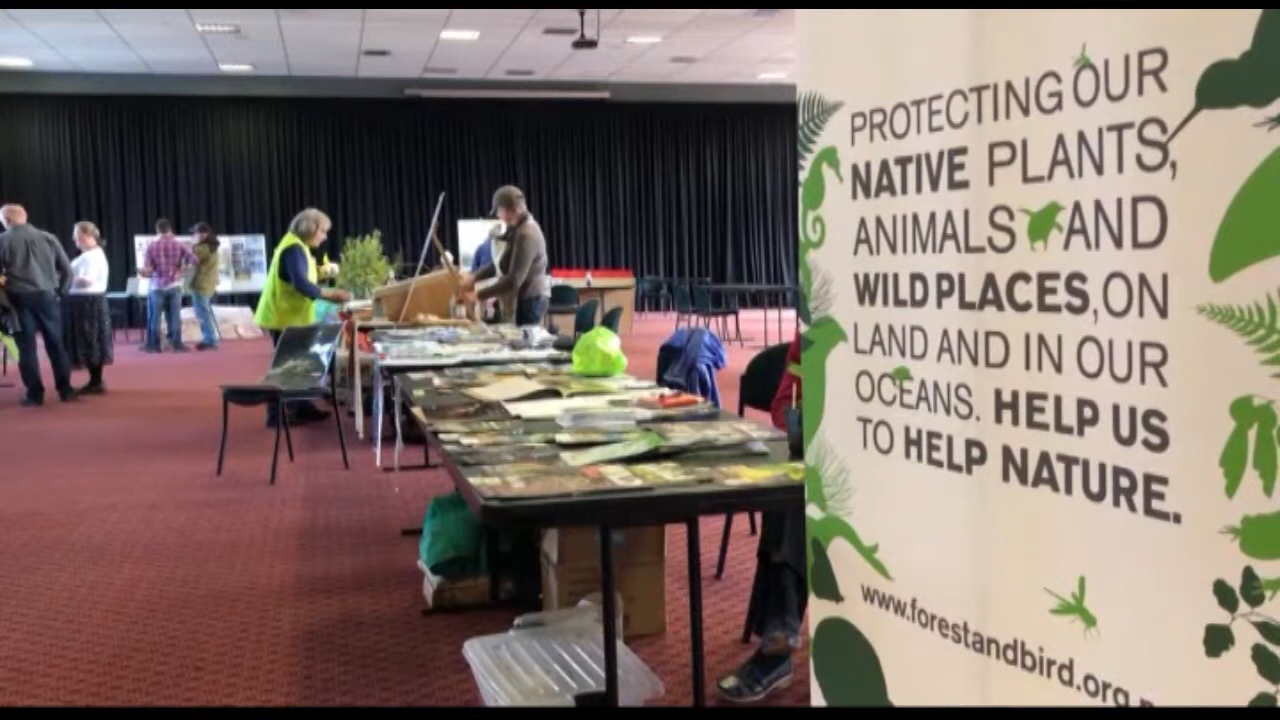 PROTECTING OUR
NATIVE PLANTS,
ANIMALS AND
WILD PLACES, ON
LAND AND IN OUR
OCEANS. HELP US
TO HELP NATURE.
www.forestandbird.org.n